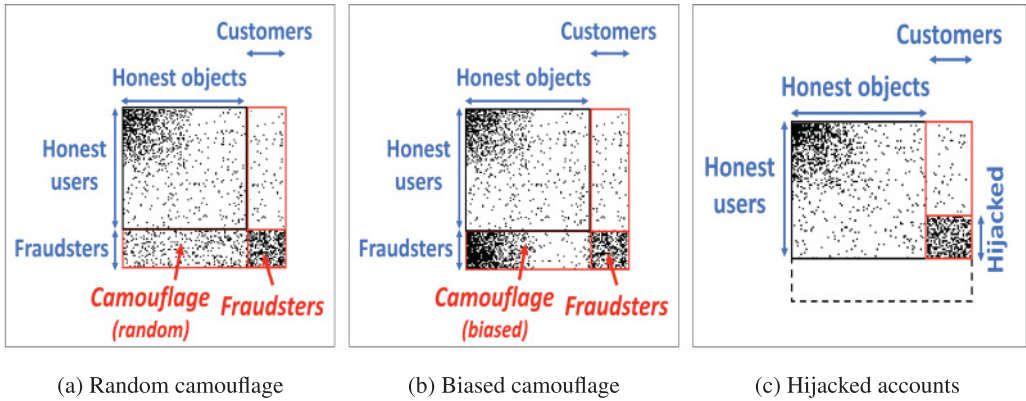 Customers
Honest objects
Honest
users
Fraudsters
Camouflage
(random)
Fraudsters
(a) Random camouflage
Customers
Honest objects
Honest
users
Fraudsters
Camouflage
(biased)
Fraudsters
(b) Biased camouflage
Customers
Honest objects
Honest
users
Hijacked
(c) Hijacked accounts